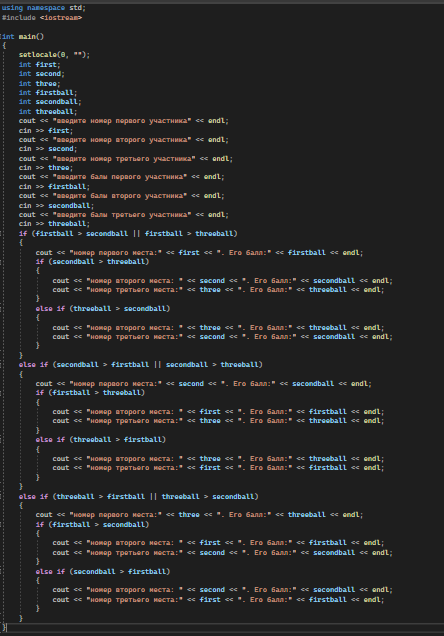 using namespace std;
#include <iostream>
int main()
{
setlocale(0, "");
int first;
int second;
int three;
int firstball;
int secondball;
int threeball;
cout << "введите номер первого участника" << endl;
cin >> first;
cout << "введите номер второго участника" << endl;
cin >> second;
cout << "введите номер третьего участника" << endl;
cin >> three;
cout << "введите балы первого участника" << endl;
cin >> firstball;
cout << "введите балы второго участника" << endl;
cin >> secondball;
cout << "введите балы третьего участника" << endl;
cin >> threeball;
if (firstball > secondball || firstball > threeball)
{
cout << "номер первого места:" << first << ". Его балл:" << firstball << endl;
if (secondball > threeball)
{
cout << "номер второго места: " << second << ". Его балл:" << secondball << endl;
cout << "номер третьего места:" << three << ". Его балл:" << threeball << endl;
}
else if (threeball > secondball)
{
cout << "номер второго места: " << three << ". Его балл:" << threeball << endl;
cout << "номер третьего места:" << second << ". Его балл:" << secondball << endl;
}
}
else if (secondball > firstball || secondball > threeball)
{
cout << "номер первого места:" << second << ". Его балл:" << secondball << endl;
if (firstball > threeball)
{
cout << "номер второго места: " << first << ". Его балл:" << firstball << endl;
cout << "номер третьего места:" << three << ". Его балл:" << threeball << endl;
}
else if (threeball > firstball)
{
cout << "номер второго места: " << three << ". Его балл:" << threeball << endl;
cout << "номер третьего места:" << first << ". Его балл:" << firstball << endl;
}
}
else if (threeball > firstball || threeball > secondball)
{
cout << "номер первого места:" << three << ". Его балл:" << threeball << endl;
if (firstball > secondball)
{
cout << "номер второго места: " << first << ". Его балл:" << firstball << endl;
cout << "номер третьего места:" << second << ". Его балл:" << secondball << endl;
}
else if (secondball > firstball)
{
cout << "номер второго места: " << second << ". Его балл:" << secondball << endl;
cout << "номер третьего места:" << first << ". Его балл:" << firstball << endl;
}
}
}